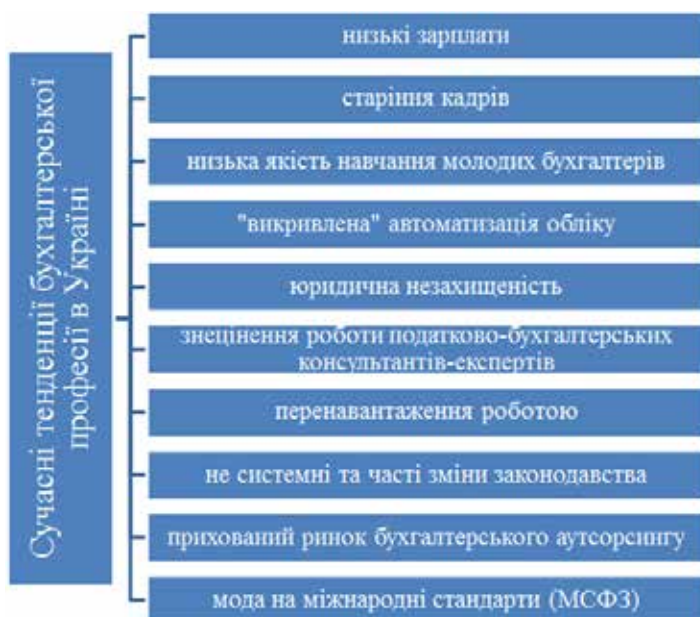 Сучасні тенденції бухгалтерської
професії в Україні
низькі зарплати
старіння кадрів
низька якість навчання молодих бухгалтерів
"викривлена" автоматизація обліку
юридична незахищеність
знецінення роботи податково-бухгалтерських
консультантів-експертів
перенавантаження роботою
не системні та часті зміни законодавства
прихований ринок бухгалтерського аутсорсингу
мода на міжнародні стандарти (МСФЗ)